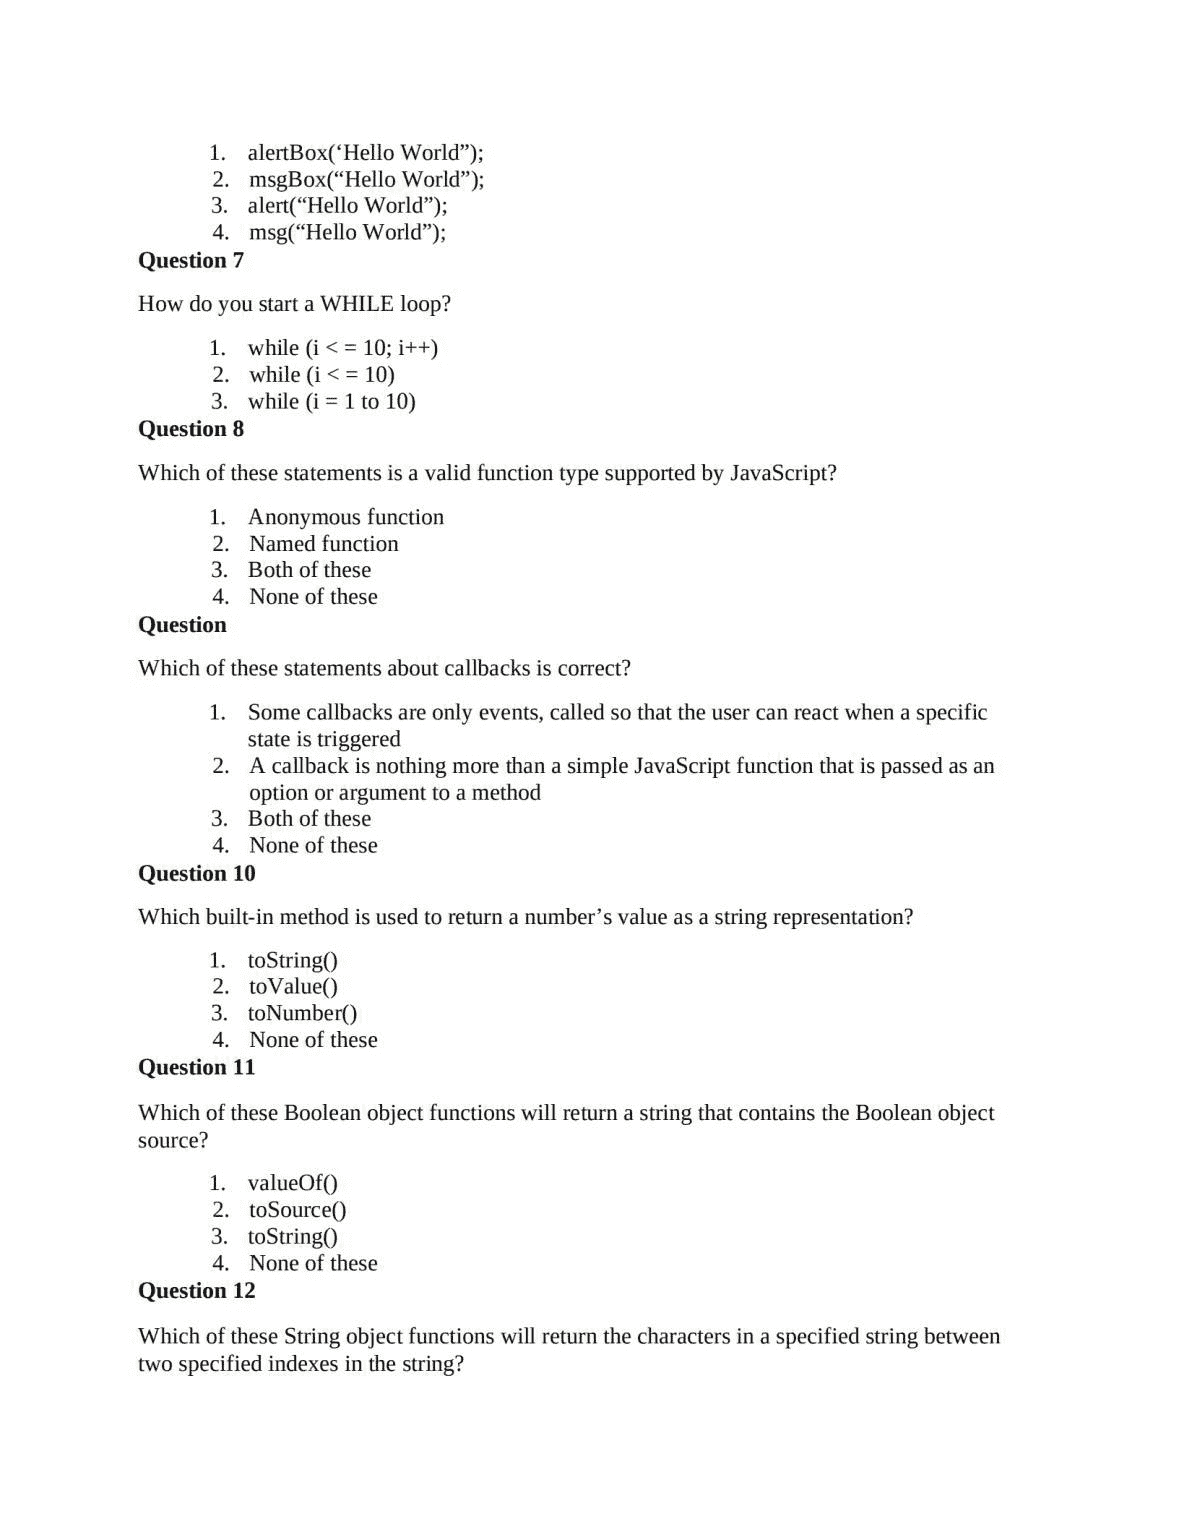 1. alertBox(‘Hello World”);
2. msgBox(“Hello World”);
3. alert(“Hello World”);
4. msg(“Hello World”);
Question 7
How do you start a WHILE loop?
1. while (i < = 10; i++)
2. while (i < = 10)
3. while (i = 1 to 10)
Question 8
Which of these statements is a valid function type supported by JavaScript?
1. Anonymous function
2. Named function
3. Both of these
4. None of these
Question
Which of these statements about callbacks is correct?
1. Some callbacks are only events, called so that the user can react when a specific
state is triggered
2. A callback is nothing more than a simple JavaScript function that is passed as an
option or argument to a method
3. Both of these
4. None of these
Question 10
Which built-in method is used to return a number’s value as a string representation?
1. toString()
2. toValue()
3. toNumber()
4. None of these
Question 11
Which of these Boolean object functions will return a string that contains the Boolean object
source?
1. valueOf()
2. toSource()
3. toString()
4. None of these
Question 12
Which of these String object functions will return the characters in a specified string between
two specified indexes in the string?